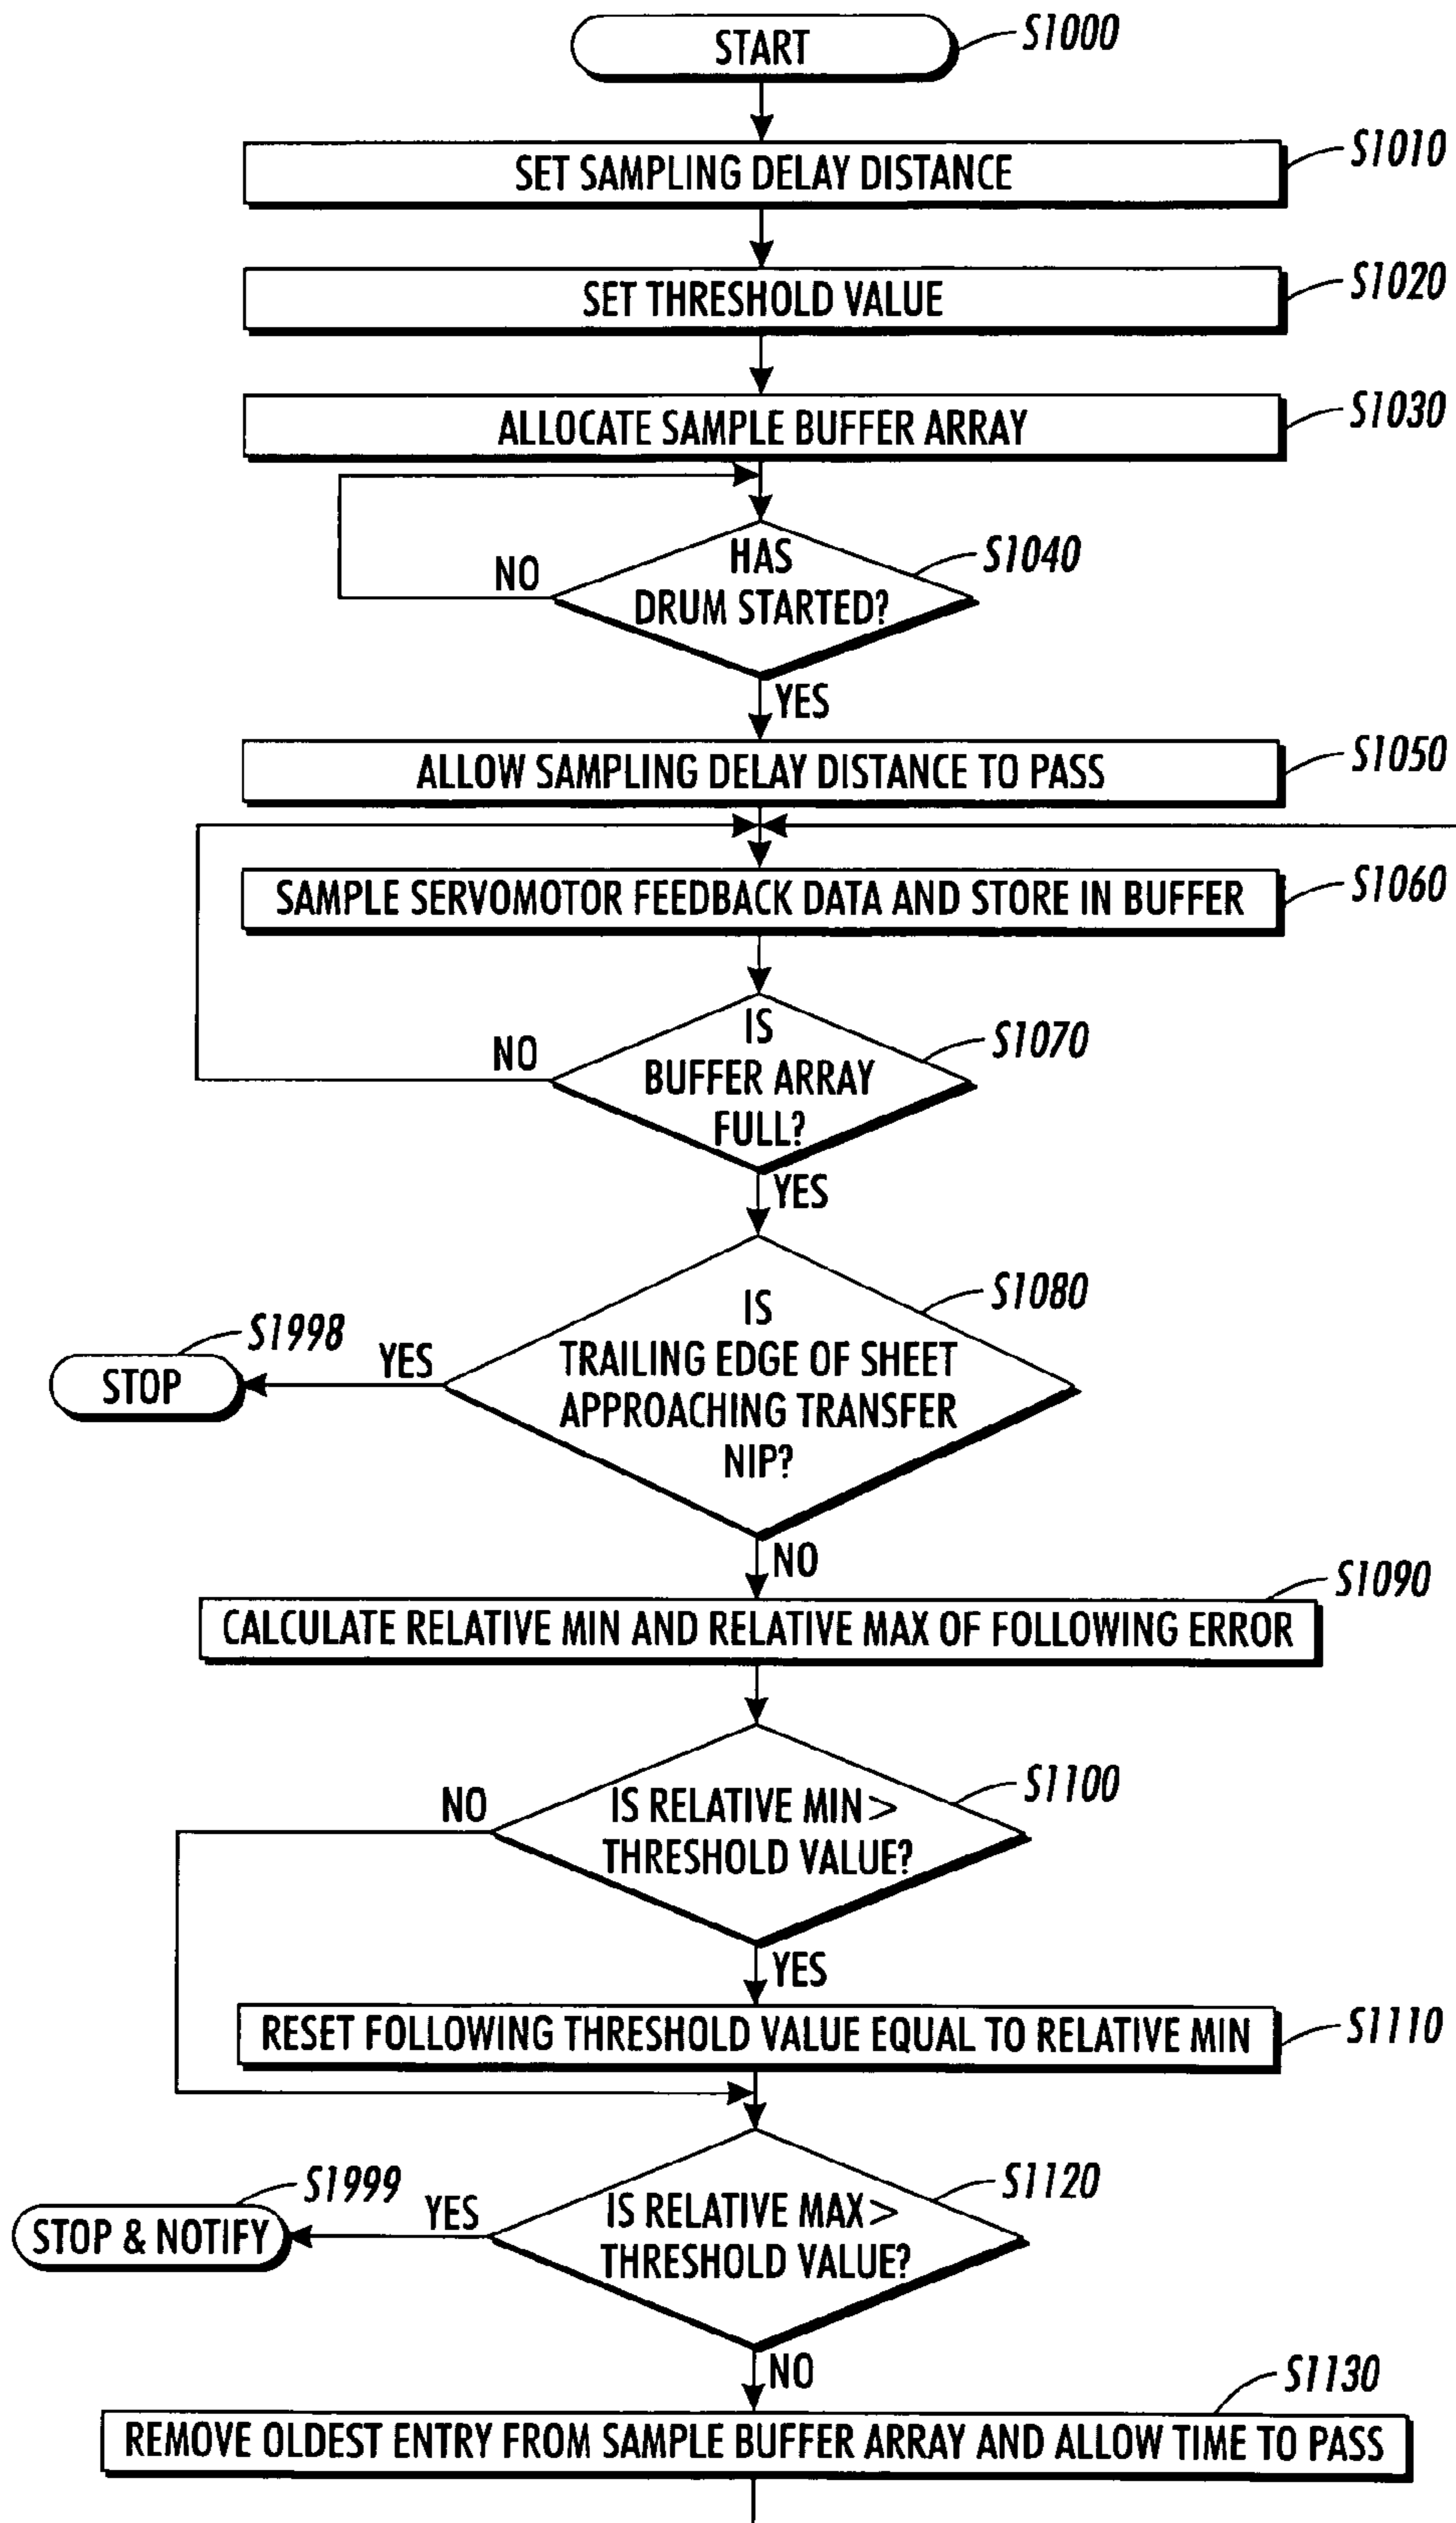 START
S1000
SET SAMPLING DELAY DISTANCE
S1010
SET THRESHOLD VALUE
S1020
ALLOCATE SAMPLE BUFFER ARRAY
S1030
HAS
DRUM STARTED?
S1040
NO
YES
ALLOW SAMPLING DELAY DISTANCE TO PASS
S1050
SAMPLE SERVOMOTOR FEEDBACK DATA AND STORE IN BUFFER
S1060
IS
BUFFER ARRAY
FULL?
S1070
NO
YES
IS
TRAILING EDGE OF SHEET
APPROACHING TRANSFER
NIP?
S1080
YES
STOP
S1998
NO
CALCULATE RELATIVE MIN AND RELATIVE MAX OF FOLLOWING ERROR
S1090
IS RELATIVE MIN >
THRESHOLD VALUE?
S1100
NO
YES
RESET FOLLOWING THRESHOLD VALUE EQUAL TO RELATIVE MIN
S1110
IS RELATIVE MAX >
THRESHOLD VALUE?
S1120
YES
STOP & NOTIFY
S1999
NO
REMOVE OLDEST ENTRY FROM SAMPLE BUFFER ARRAY AND ALLOW TIME TO PASS
S1130